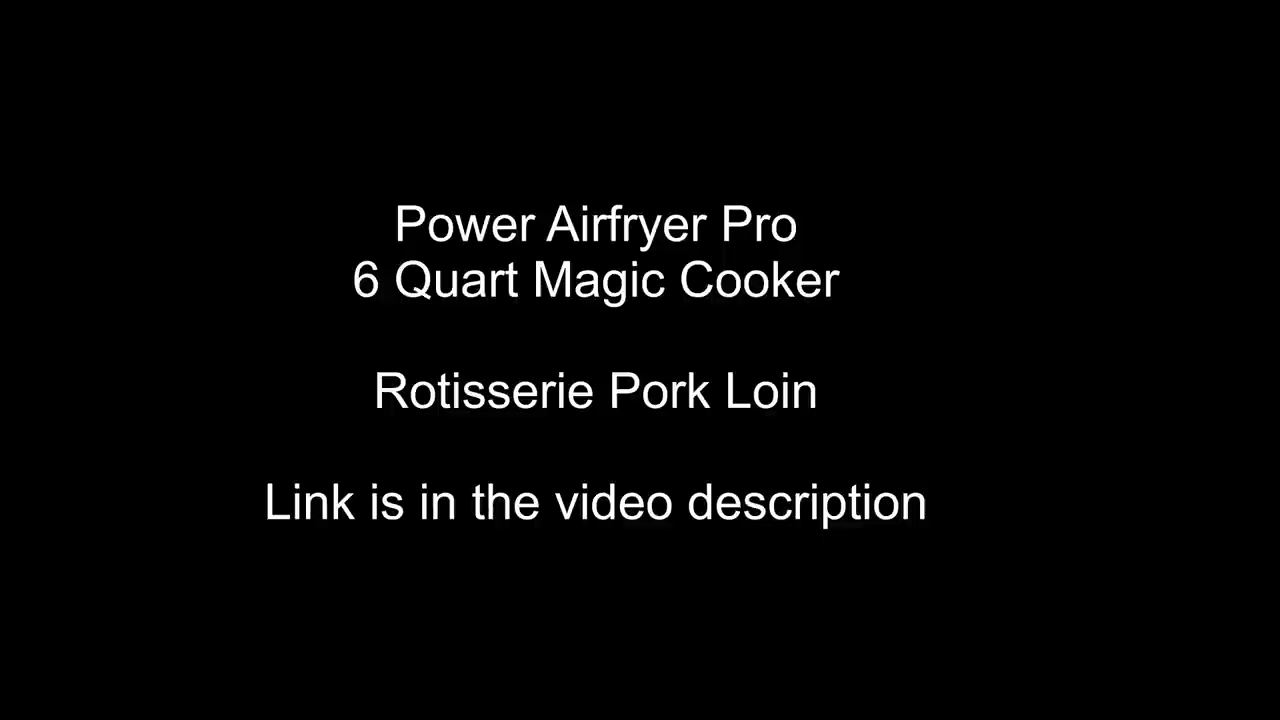 Power Airfryer Pro
6 Quart Magic Cooker
Rotisserie Pork Loin
Link is in the video description